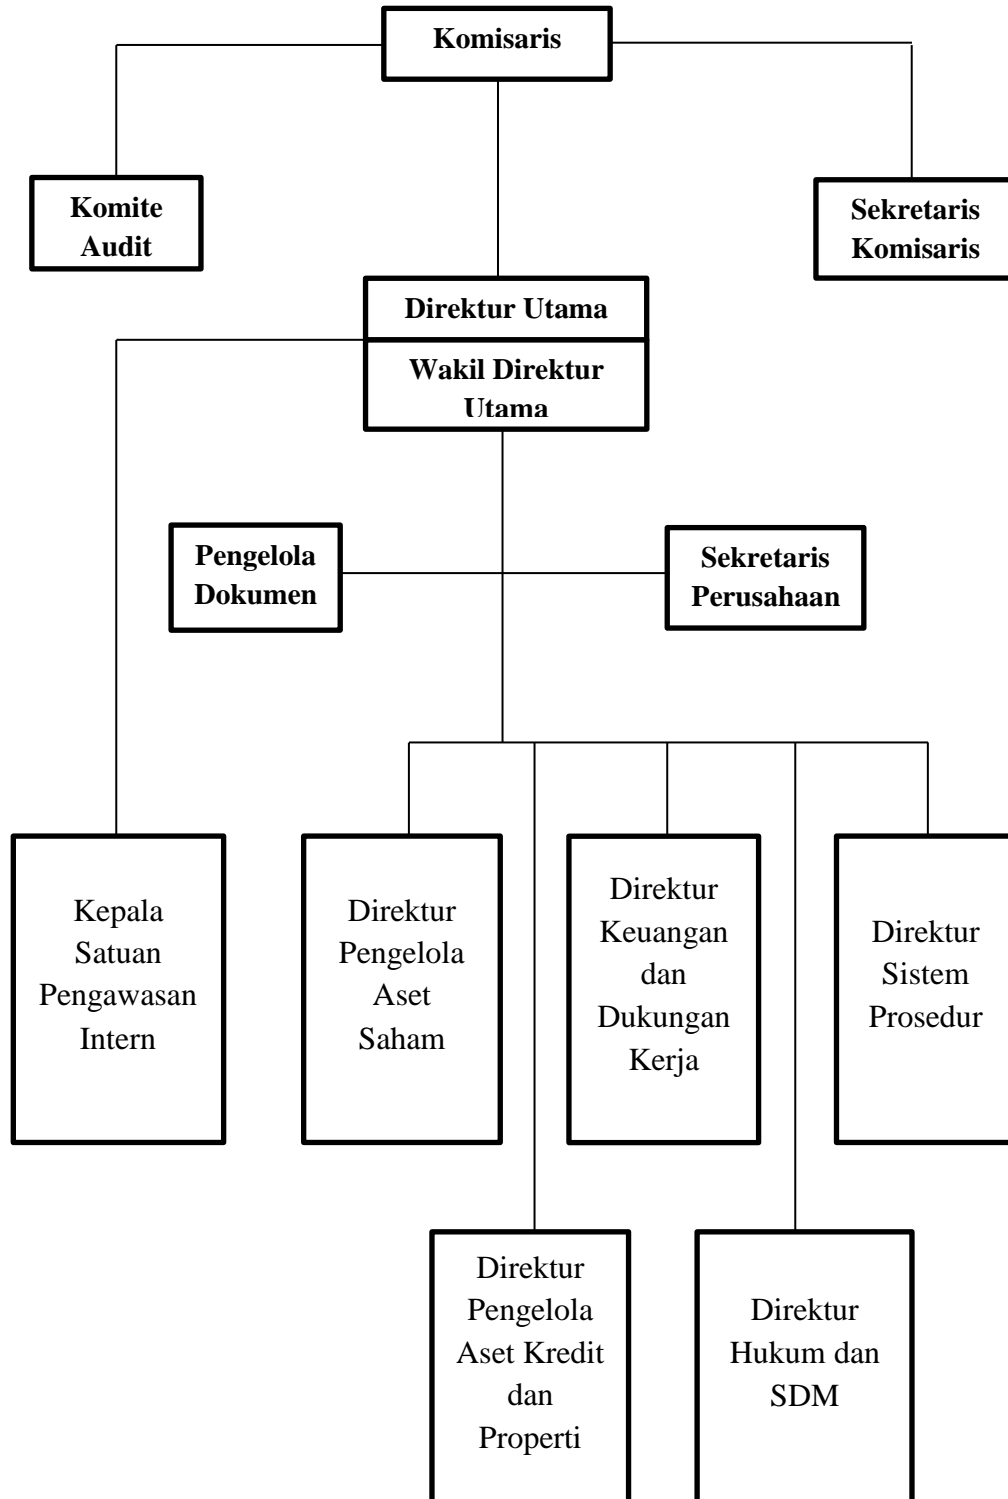 Komisaris
Komite
Audit
Sekretaris
Komisaris
Direktur Utama
Wakil Direktur
Utama
Pengelola
Dokumen
Sekretaris
Perusahaan
Kepala
Satuan
Pengawasan
Intern
Direktur
Pengelola
Aset
Saham
Direktur
Keuangan
dan
Dukungan
Kerja
Direktur
Sistem
Prosedur
Direktur
Pengelola
Aset Kredit
dan
Properti
Direktur
Hukum dan
SDM